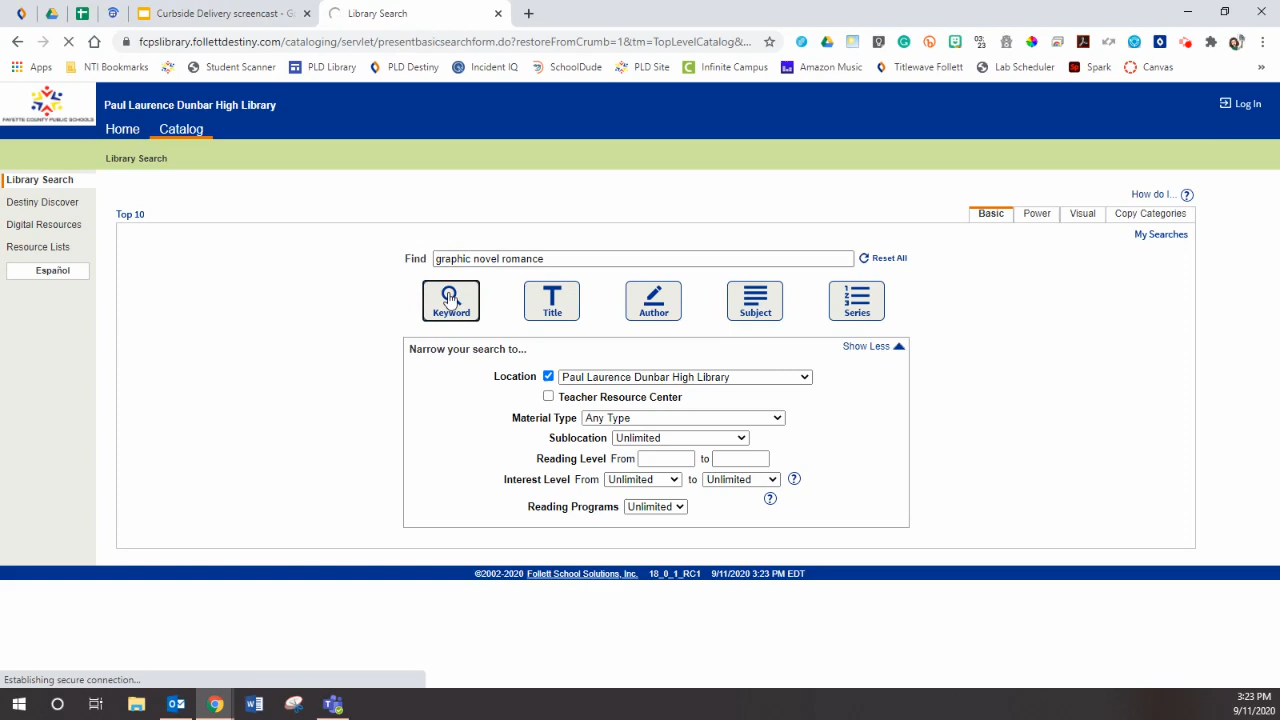 Curbside Delivery screencast - G
Library Search
fcpslibrary.follettdestiny.com/cataloging/servlet/presentbasicsearchform.do?restoreFromCrumb=1&tm=TopLevelCatalog&...
03:
23
Apps
NTI Bookmarks
Student Scanner
PLD Library
PLD Destiny
Incident IQ
SchoolDude
PLD Site
Infinite Campus
Amazon Music
Titlewave Follett
Lab Scheduler
Spark
Canvas
»
FAYETTE COUNTY PUBLIC SCHOOLS
Paul Laurence Dunbar High Library
Log In
Home Catalog
Library Search
Library Search
Destiny Discover
Digital Resources
Resource Lists
Español
How do I... ?
Top 10
Basic Power Visual Copy Categories
My Searches
Find graphic novel romance Reset All
Keyword Title Author Subject Series
Narrow your search to... Show Less
Location Paul Laurence Dunbar High Library
Teacher Resource Center
Material Type Any Type
Sublocation Unlimited
Reading Level From to
Interest Level From Unlimited to Unlimited ?
?
Reading Programs Unlimited
©2002-2020 Follett School Solutions, Inc. 18_0_1_RC1 9/11/2020 3:23 PM EDT
Establishing secure connection...
3:23 PM
9/11/2020